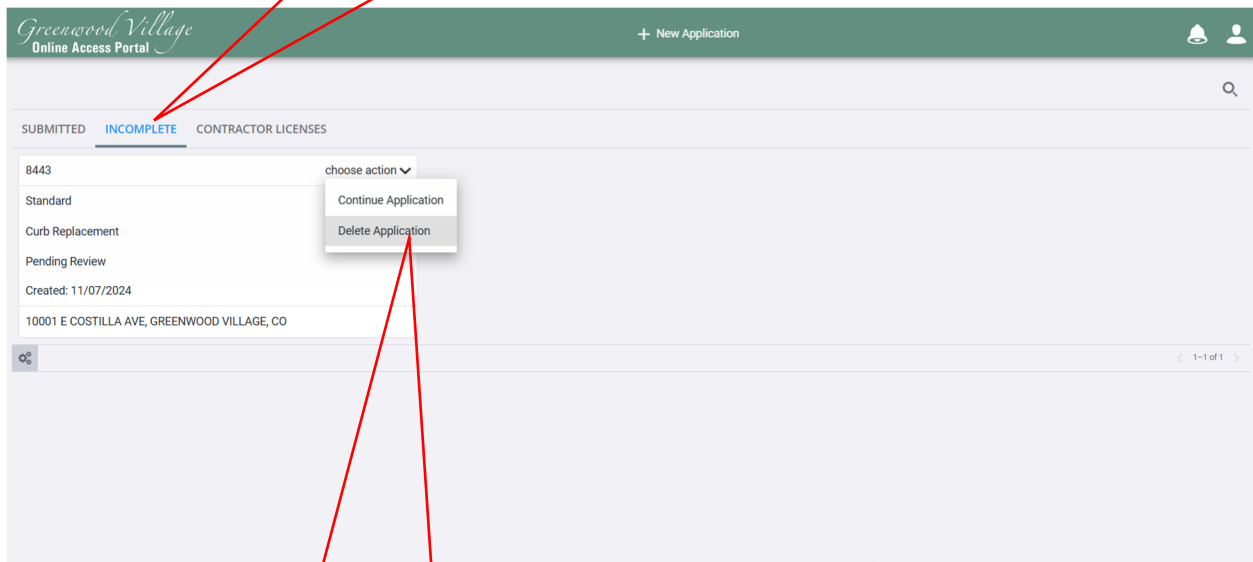 Greenwood Village
Online Access Portal
+ New Application
SUBMITTED INCOMPLETE CONTRACTOR LICENSES
8443 choose action
Standard
Continue Application
Curb Replacement
Delete Application
Pending Review
Created: 11/07/2024
10001 E COSTILLA AVE, GREENWOOD VILLAGE, CO
1-1 of 1